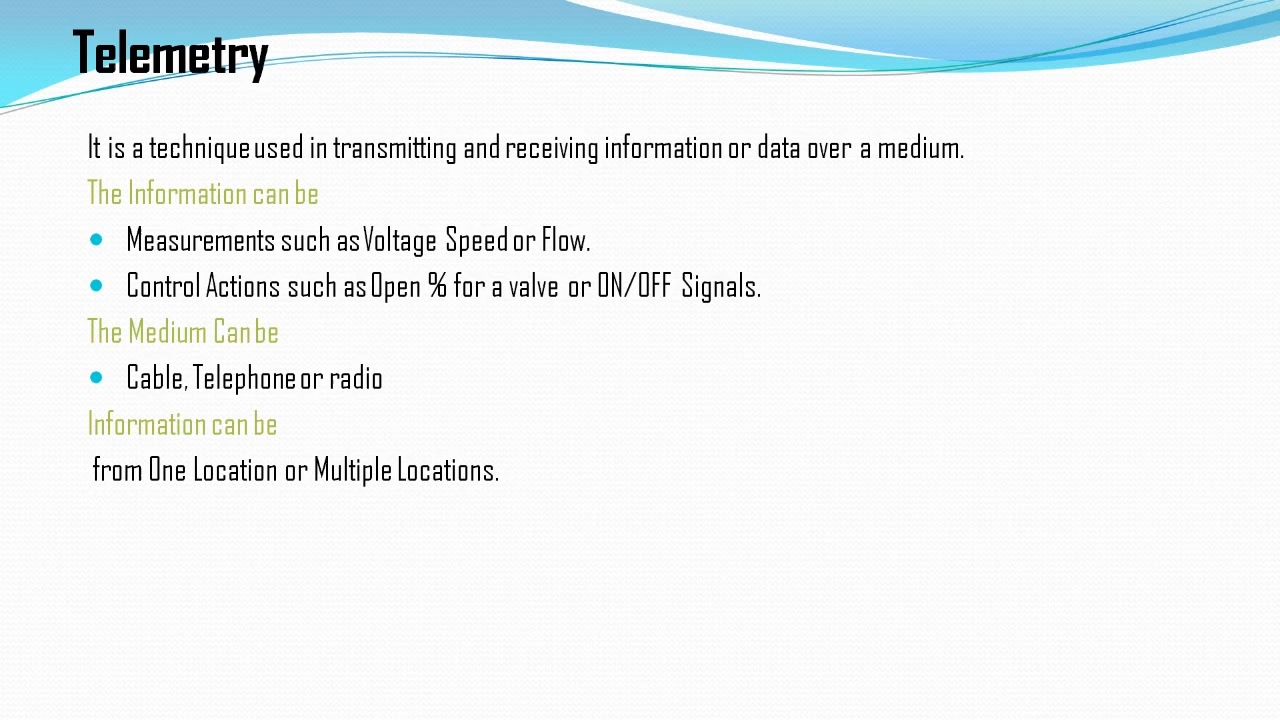 Telemetry
It is a technique used in transmitting and receiving information or data over a medium.
The Information can be
• Measurements such as Voltage Speed or Flow.
• Control Actions such as Open % for a valve or ON/OFF Signals.
The Medium Can be
• Cable, Telephone or radio
Information can be
from One Location or Multiple Locations.